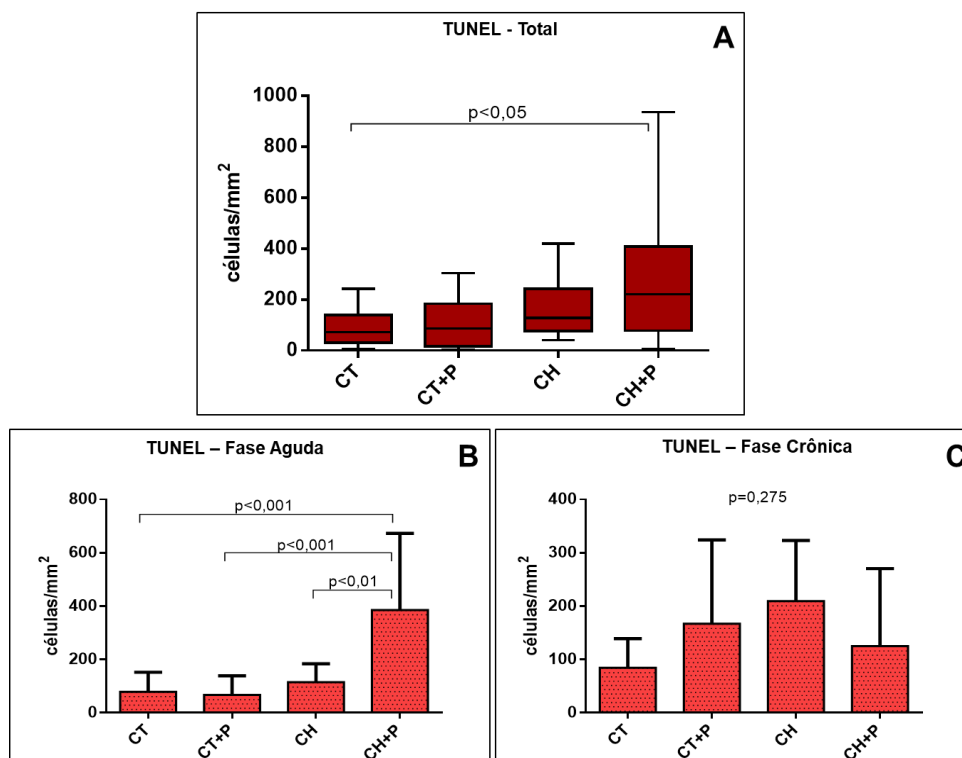 TUNEL - Total
A
células/mm²
1000
800
600
400
200
0
p<0,05
CT
CT+P
CH
CH+P
TUNEL – Fase Aguda
B
células/mm²
800
600
400
200
0
p<0,001
p<0,001
p<0,01
CT
CT+P
CH
CH+P
TUNEL – Fase Crônica
C
células/mm²
400
300
200
100
0
p=0,275
CT
CT+P
CH
CH+P